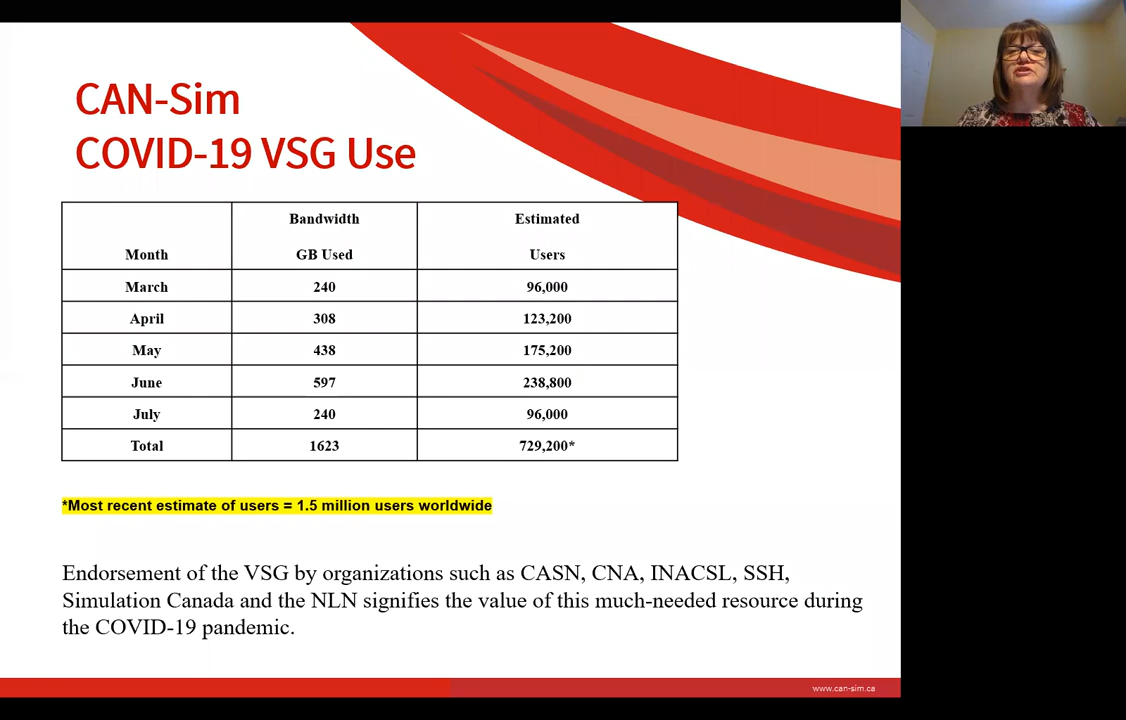 CAN-Sim
COVID-19 VSG Use
Month Bandwidth GB Used Estimated Users
March 240 96,000
April 308 123,200
May 438 175,200
June 597 238,800
July 240 96,000
Total 1623 729,200*
*Most recent estimate of users = 1.5 million users worldwide
Endorsement of the VSG by organizations such as CASN, CNA, INACSL, SSH,
Simulation Canada and the NLN signifies the value of this much-needed resource during
the COVID-19 pandemic.
www.can-sim.ca